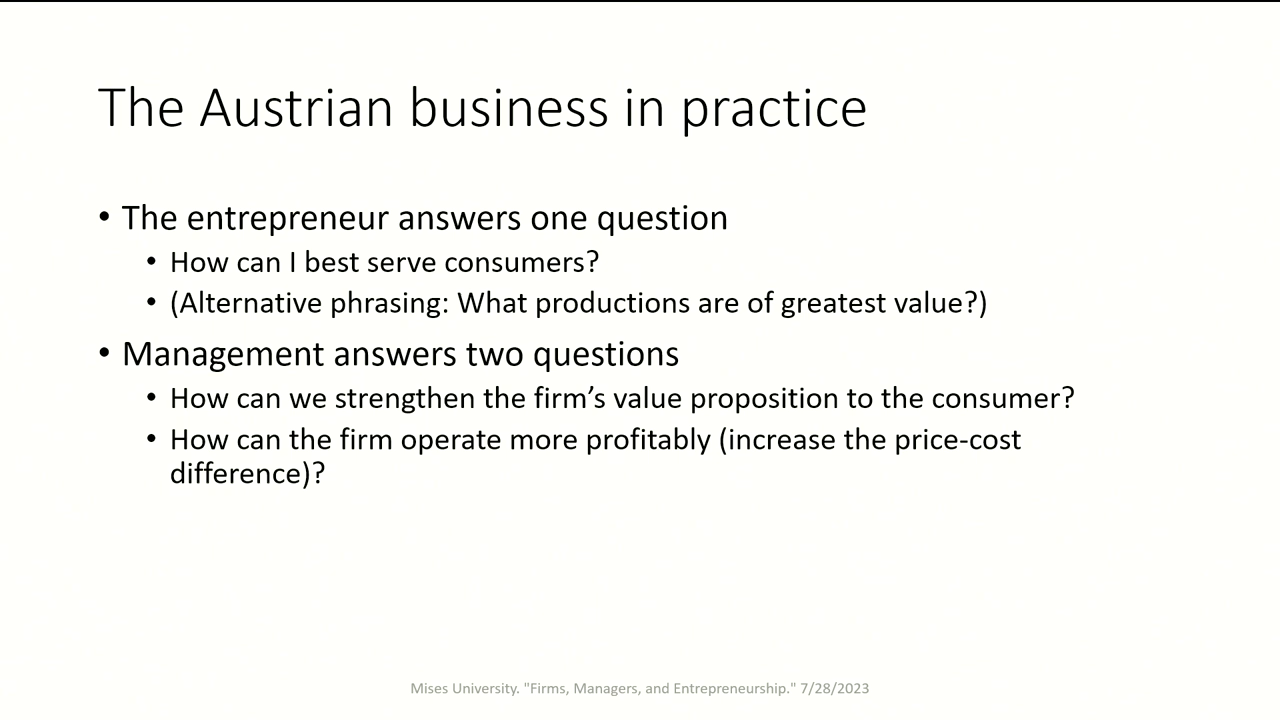 The Austrian business in practice
• The entrepreneur answers one question
• How can I best serve consumers?
• (Alternative phrasing: What productions are of greatest value?)
• Management answers two questions
• How can we strengthen the firm’s value proposition to the consumer?
• How can the firm operate more profitably (increase the price-cost
difference)?
Mises University. "Firms, Managers, and Entrepreneurship." 7/28/2023